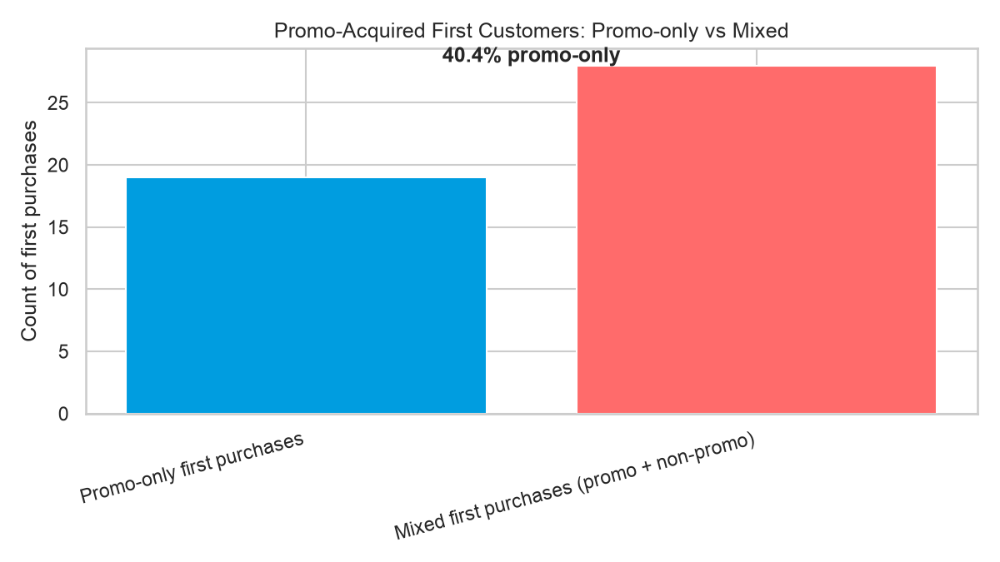 Promo-Acquired First Customers: Promo-only vs Mixed
40.4% promo-only
Count of first purchases
25
20
15
10
5
0
Promo-only first purchases
Mixed first purchases (promo + non-promo)